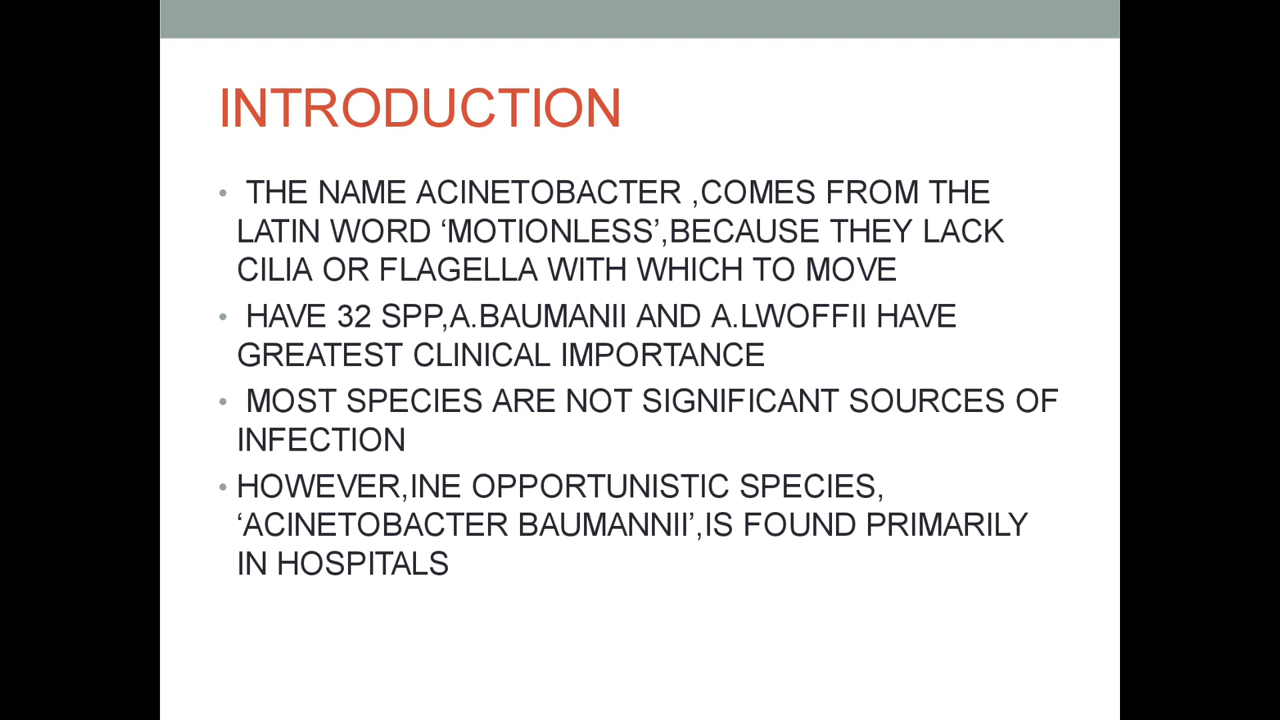 INTRODUCTION
• THE NAME ACINETOBACTER ,COMES FROM THE
LATIN WORD ‘MOTIONLESS’,BECAUSE THEY LACK
CILIA OR FLAGELLA WITH WHICH TO MOVE
• HAVE 32 SPP,A.BAUMANII AND A.LWOFFII HAVE
GREATEST CLINICAL IMPORTANCE
• MOST SPECIES ARE NOT SIGNIFICANT SOURCES OF
INFECTION
• HOWEVER,INE OPPORTUNISTIC SPECIES,
‘ACINETOBACTER BAUMANNII’,IS FOUND PRIMARILY
IN HOSPITALS